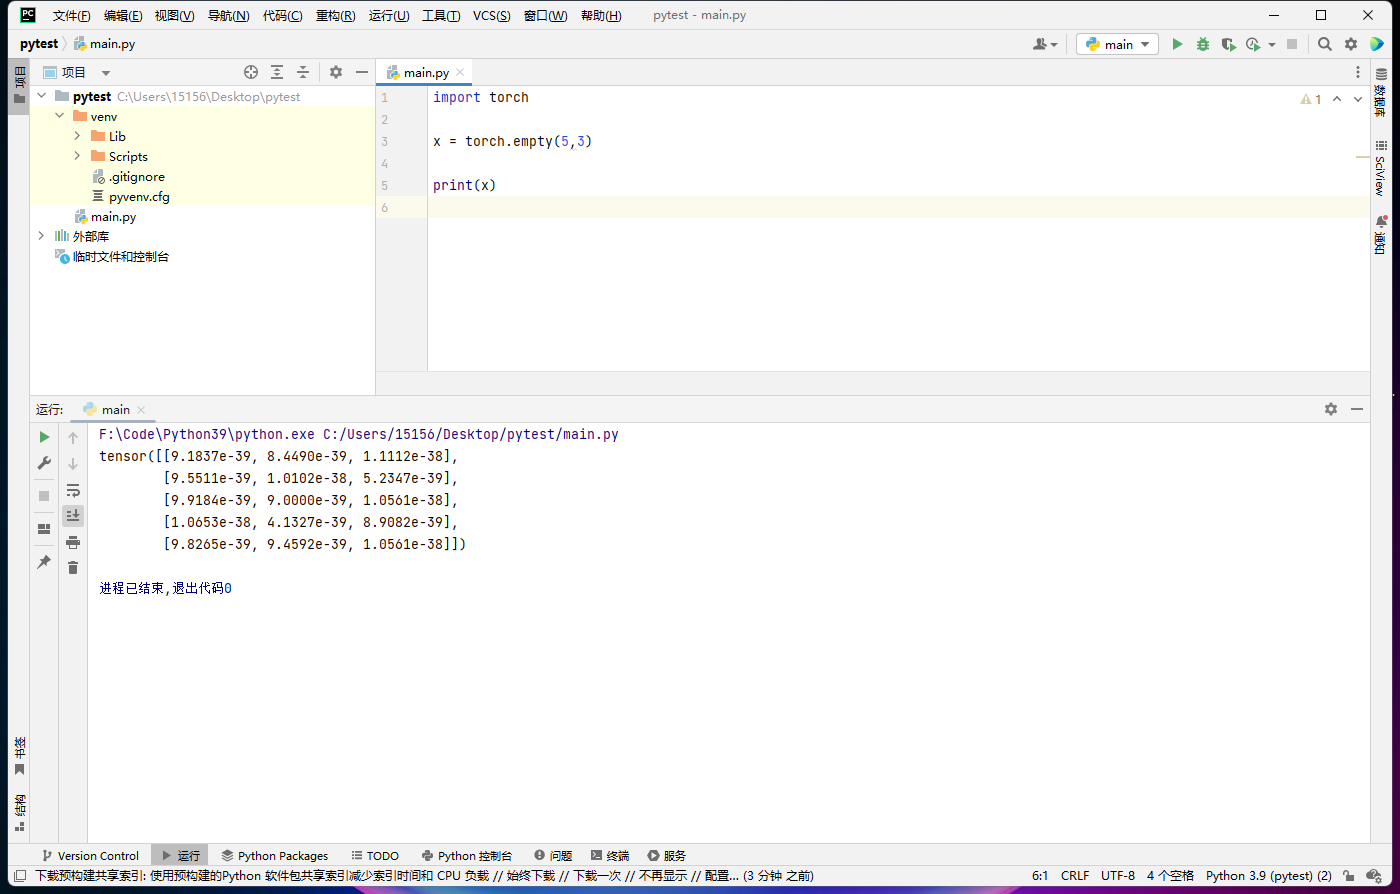 PC 文件(F) 编辑(E) 视图(V) 导航(N) 代码(C) 重构(R) 运行(U) 工具(T) VCS(S) 窗口(W) 帮助(H) pytest - main.py
pytest main.py main
项目
项目
pytest C:\Users\15156\Desktop\pytest
venv
Lib
Scripts
.gitignore
pyvenv.cfg
main.py
外部库
临时文件和控制台
main.py
1 import torch
2
3 x = torch.empty(5,3)
4
5 print(x)
6
1
数据库
SciView
通知
运行: main
F:\Code\Python39\python.exe C:/Users/15156/Desktop/pytest/main.py
tensor([[9.1837e-39, 8.4490e-39, 1.1112e-38],
[9.5511e-39, 1.0102e-38, 5.2347e-39],
[9.9184e-39, 9.0000e-39, 1.0561e-38],
[1.0653e-38, 4.1327e-39, 8.9082e-39],
[9.8265e-39, 9.4592e-39, 1.0561e-38]])
进程已结束,退出代码0
书签
结构
Version Control 运行 Python Packages TODO Python 控制台 问题 终端 服务
下载预构建共享索引: 使用预构建的Python 软件包共享索引减少索引时间和 CPU 负载 // 始终下载 // 下载一次 // 不再显示 // 配置... (3 分钟 之前) 6:1 CRLF UTF-8 4 个空格 Python 3.9 (pytest) (2)